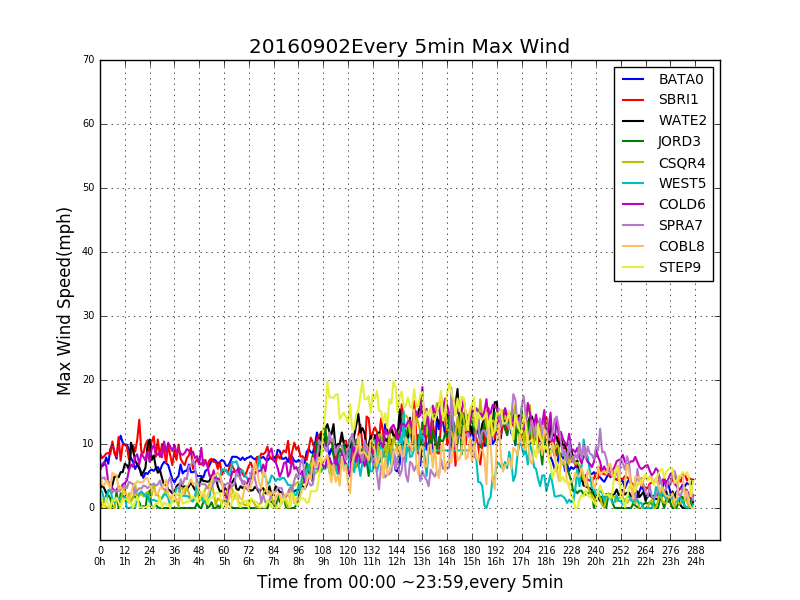 20160902Every 5min Max Wind
70
60
50
40
30
20
10
0
Max Wind Speed(mph)
BATA0
SBRI1
WATE2
JORD3
CSQR4
WEST5
COLD6
SPRA7
COBL8
STEP9
0 12 24 36 48 60 72 84 96 108 120 132 144 156 168 180 192 204 216 228 240 252 264 276 288
0h 1h 2h 3h 4h 5h 6h 7h 8h 9h 10h 11h 12h 13h 14h 15h 16h 17h 18h 19h 20h 21h 22h 23h 24h
Time from 00:00 ~23:59,every 5min